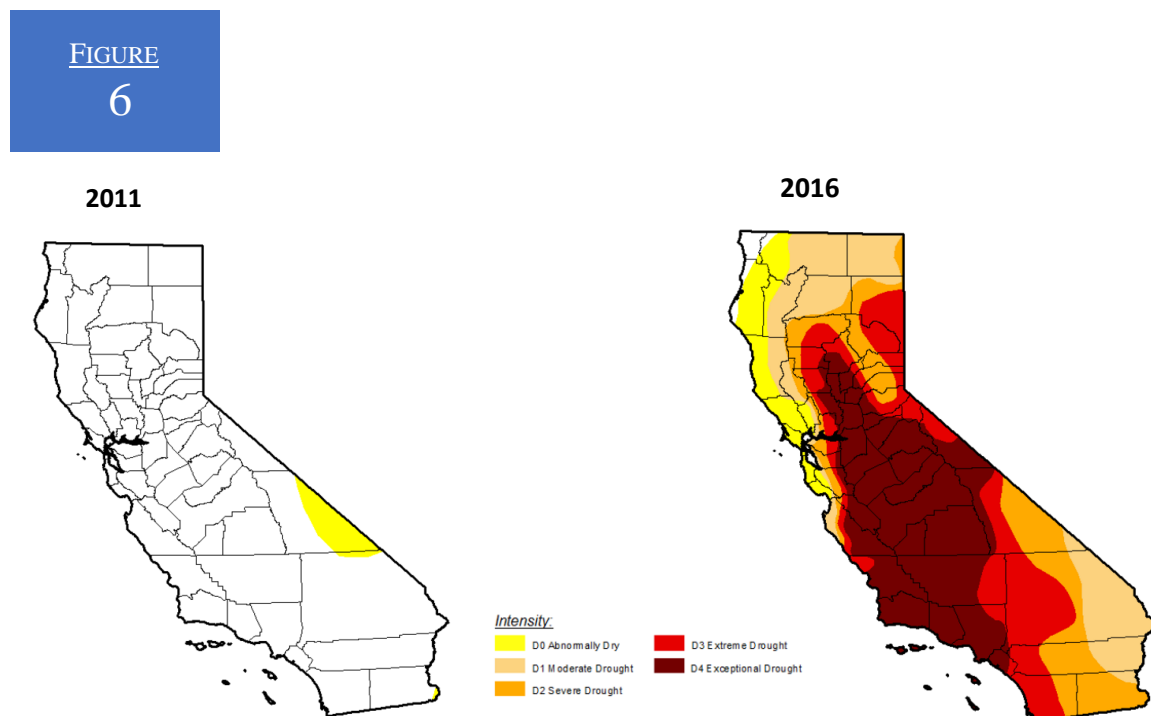 FIGURE
6
2011
2016
Intensity:
D0 Abnormally Dry
D1 Moderate Drought
D2 Severe Drought
D3 Extreme Drought
D4 Exceptional Drought